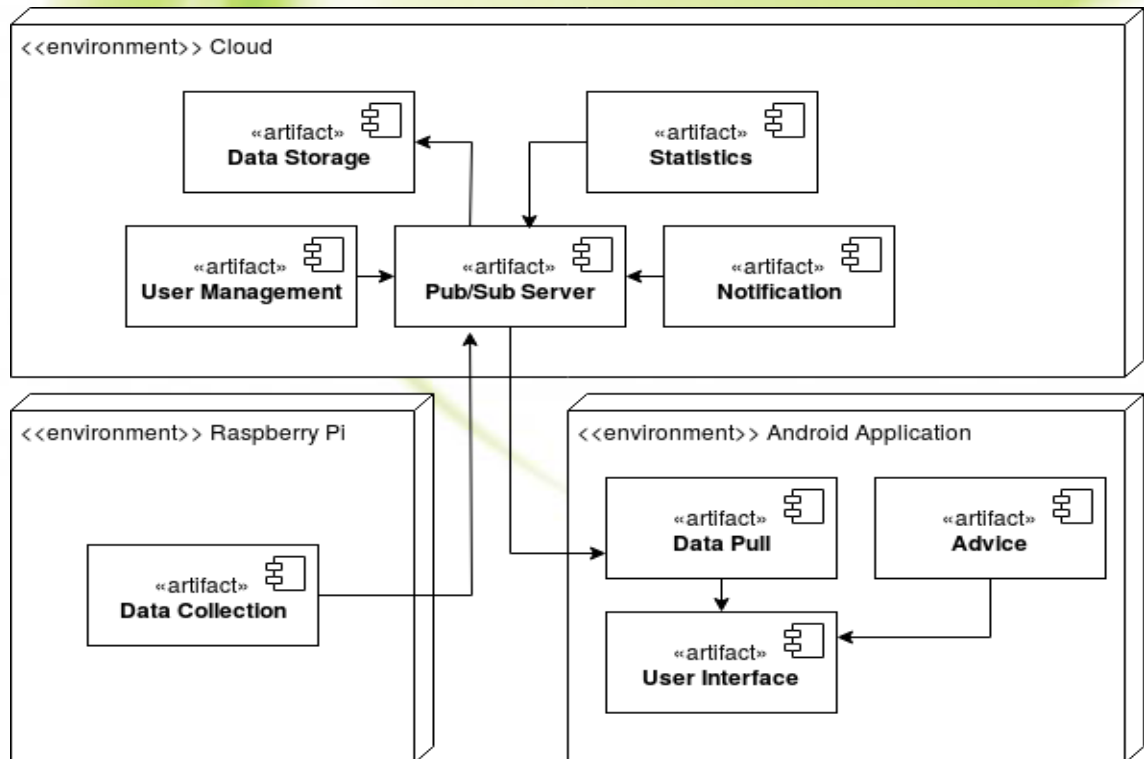 <<environment>> Cloud
«artifact»
Data Storage
«artifact»
Statistics
«artifact»
User Management
«artifact»
Pub/Sub Server
«artifact»
Notification
<<environment>> Raspberry Pi
«artifact»
Data Collection
<<environment>> Android Application
«artifact»
Data Pull
«artifact»
Advice
«artifact»
User Interface